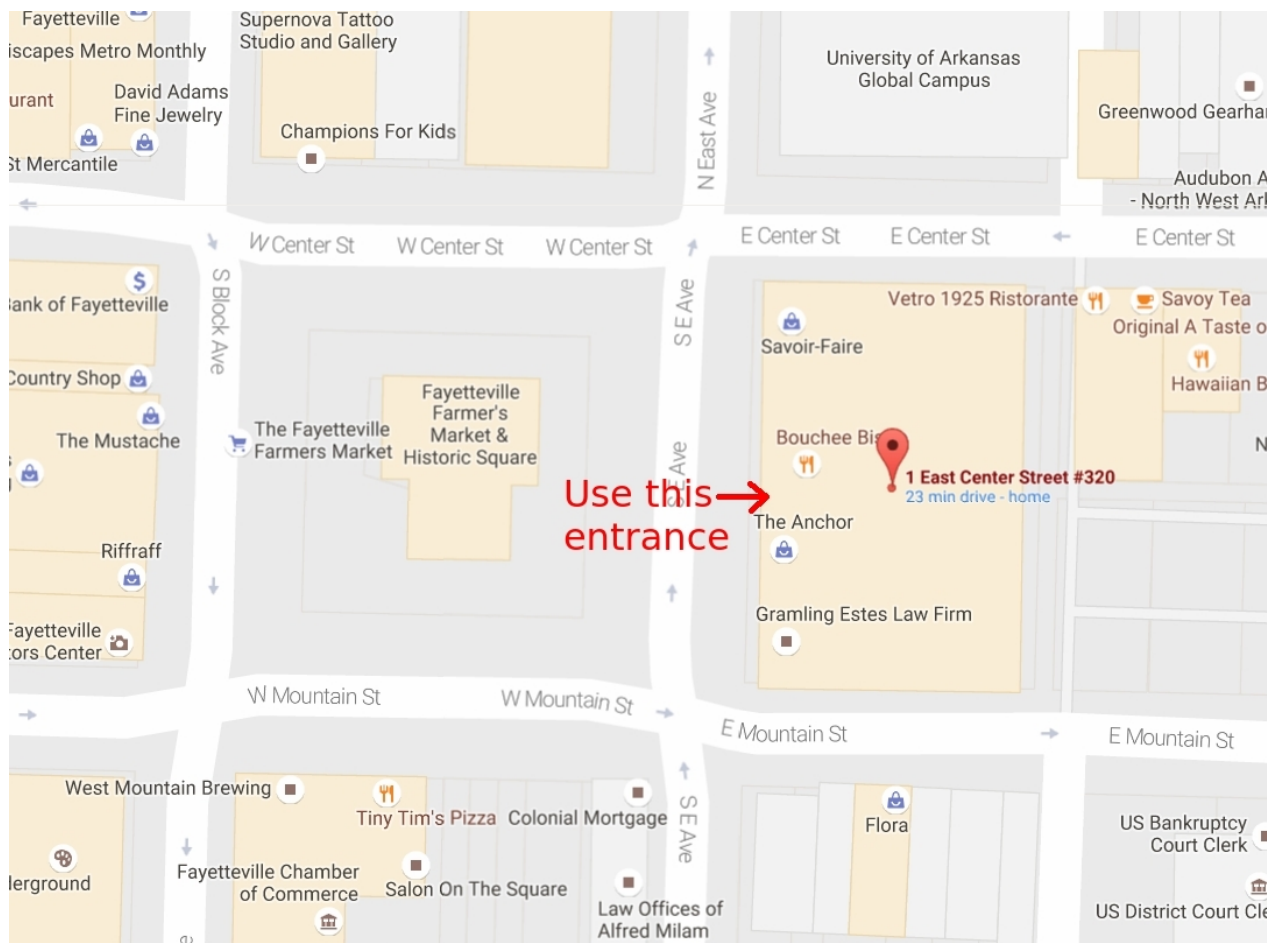 Fayetteville
Supernova Tattoo
Studio and Gallery
iscapes Metro Monthly
University of Arkansas
Global Campus
urant
David Adams
Fine Jewelry
Greenwood Gearha
Champions For Kids
N East Ave
St Mercantile
Audubon A
- North West Ark
W Center St
W Center St
W Center St
E Center St
E Center St
E Center St
S Block Ave
S E Ave
Bank of Fayetteville
Vetro 1925 Ristorante
Savoy Tea
Original A Taste o
Savoir-Faire
Country Shop
Hawaiian B
Fayetteville
Farmer's
Market &
Historic Square
The Mustache
The Fayetteville
Farmers Market
Bouchee Bis
N
S E Ave
1 East Center Street #320
23 min drive - home
Use this
entrance
The Anchor
Riffraff
Gramling Estes Law Firm
Fayetteville
tors Center
W Mountain St
W Mountain St
E Mountain St
E Mountain St
West Mountain Brewing
Tiny Tim's Pizza
Colonial Mortgage
S E Ave
Flora
US Bankruptcy
Court Clerk
derground
Fayetteville Chamber
of Commerce
Salon On The Square
Law Offices of
Alfred Milam
US District Court Cle